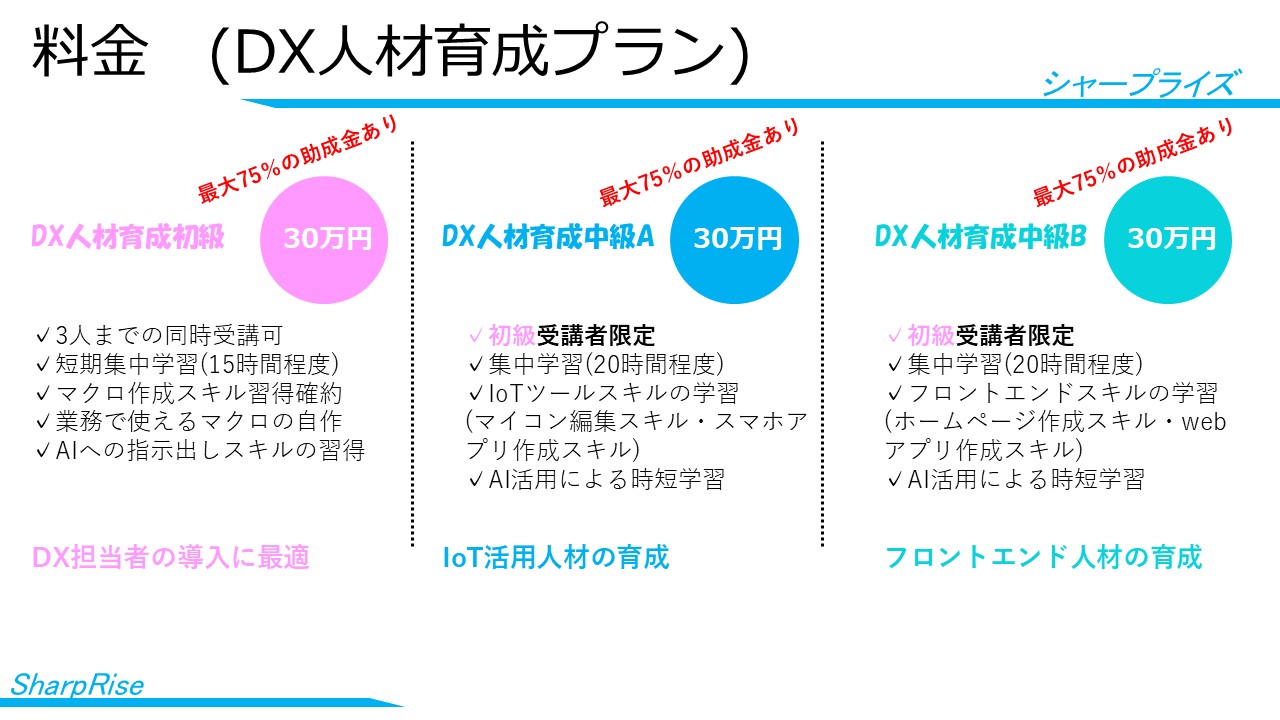 料金　(DX人材育成プラン)
シャープライズ
最大75%の助成金あり
DX人材育成初級
30万円
✓3人までの同時受講可
✓短期集中学習(15時間程度)
✓マクロ作成スキル習得確約
✓業務で使えるマクロの自作
✓AIへの指示出しスキルの習得
DX担当者の導入に最適
最大75%の助成金あり
DX人材育成中級A
30万円
✓初級受講者限定
✓集中学習(20時間程度)
✓IoTツールスキルの学習
(マイコン編集スキル・スマホア
プリ作成スキル)
✓AI活用による時短学習
IoT活用人材の育成
最大75%の助成金あり
DX人材育成中級B
30万円
✓初級受講者限定
✓集中学習(20時間程度)
✓フロントエンドスキルの学習
(ホームページ作成スキル・web
アプリ作成スキル)
✓AI活用による時短学習
フロントエンド人材の育成
SharpRise